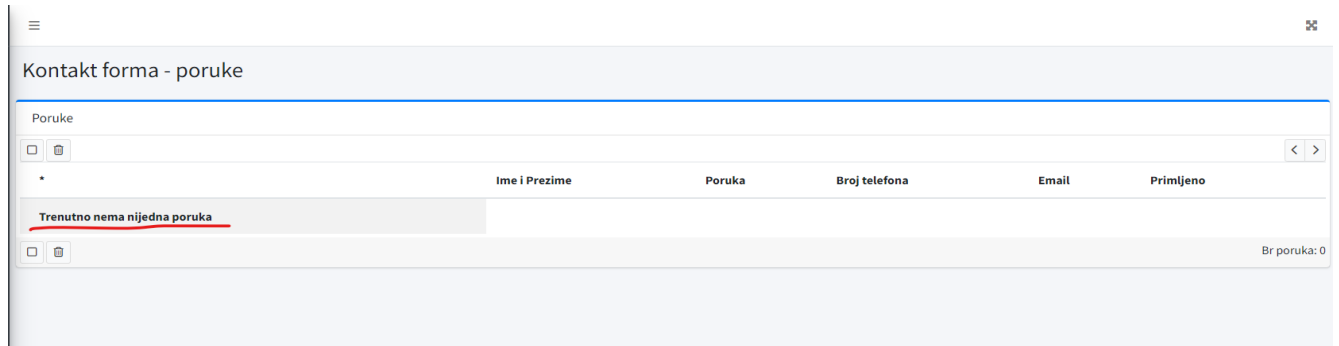 Kontakt forma - poruke
Poruke
* Ime i Prezime Poruka Broj telefona Email Primljeno
Trenutno nema nijedna poruka
Br poruka: 0